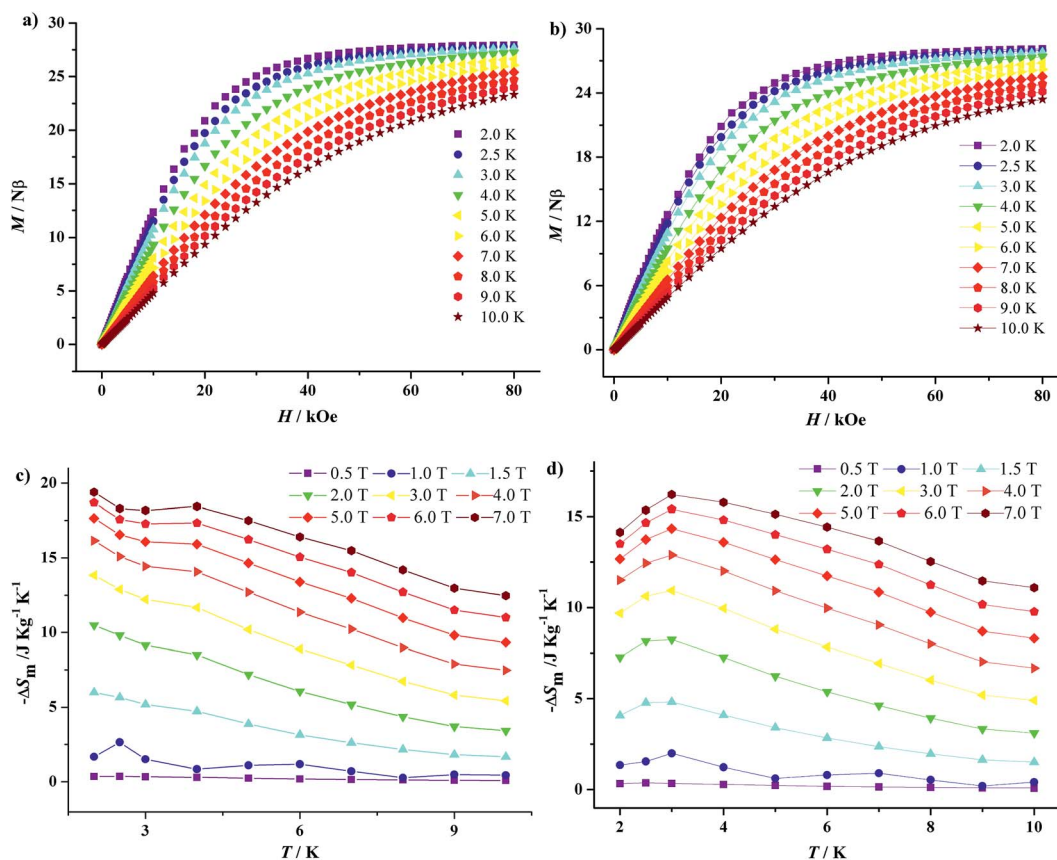 a)
M / Nβ
30
25
20
15
10
5
0
2.0 K
2.5 K
3.0 K
4.0 K
5.0 K
6.0 K
7.0 K
8.0 K
9.0 K
10.0 K
0 20 40 60 80
H / kOe
b)
M / Nβ
30
24
18
12
6
0
2.0 K
2.5 K
3.0 K
4.0 K
5.0 K
6.0 K
7.0 K
8.0 K
9.0 K
10.0 K
0 20 40 60 80
H / kOe
c)
0.5 T 1.0 T 1.5 T
2.0 T 3.0 T 4.0 T
5.0 T 6.0 T 7.0 T
-ΔSm /J Kg-1 K-1
20
15
10
5
0
3 6 9
T / K
d)
0.5 T 1.0 T 1.5 T
2.0 T 3.0 T 4.0 T
5.0 T 6.0 T 7.0 T
-ΔSm /J Kg-1 K-1
15
10
5
0
2 4 6 8 10
T / K